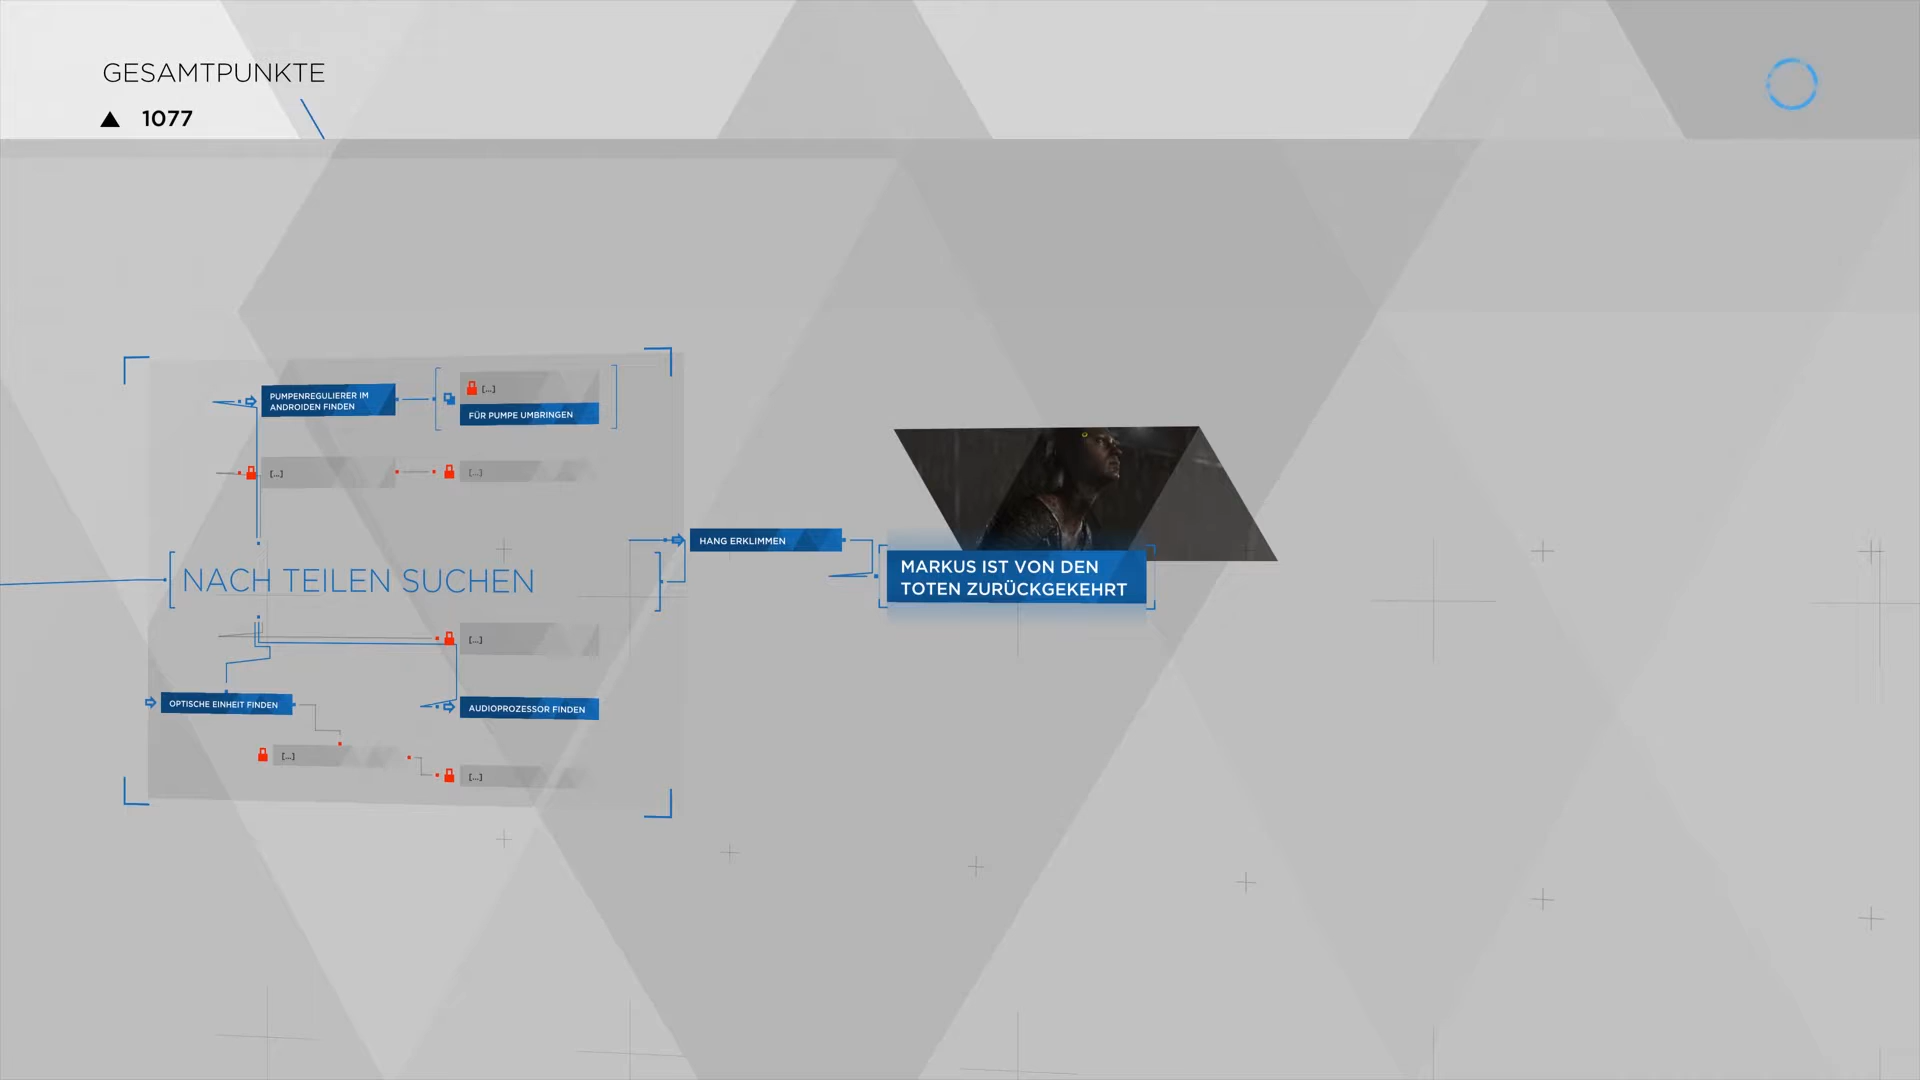 GESAMTPUNKTE
1077
PUMPENREGULIERER IM
ANDROIDEN FINDEN
[...]
FÜR PUMPE UMBRINGEN
[...]
[...]
HANG ERKLIMMEN
NACH TEILEN SUCHEN
MARKUS IST VON DEN
TOTEN ZURÜCKGEKEHRT
[...]
OPTISCHE EINHEIT FINDEN
AUDIOPROZESSOR FINDEN
[...]
[...]